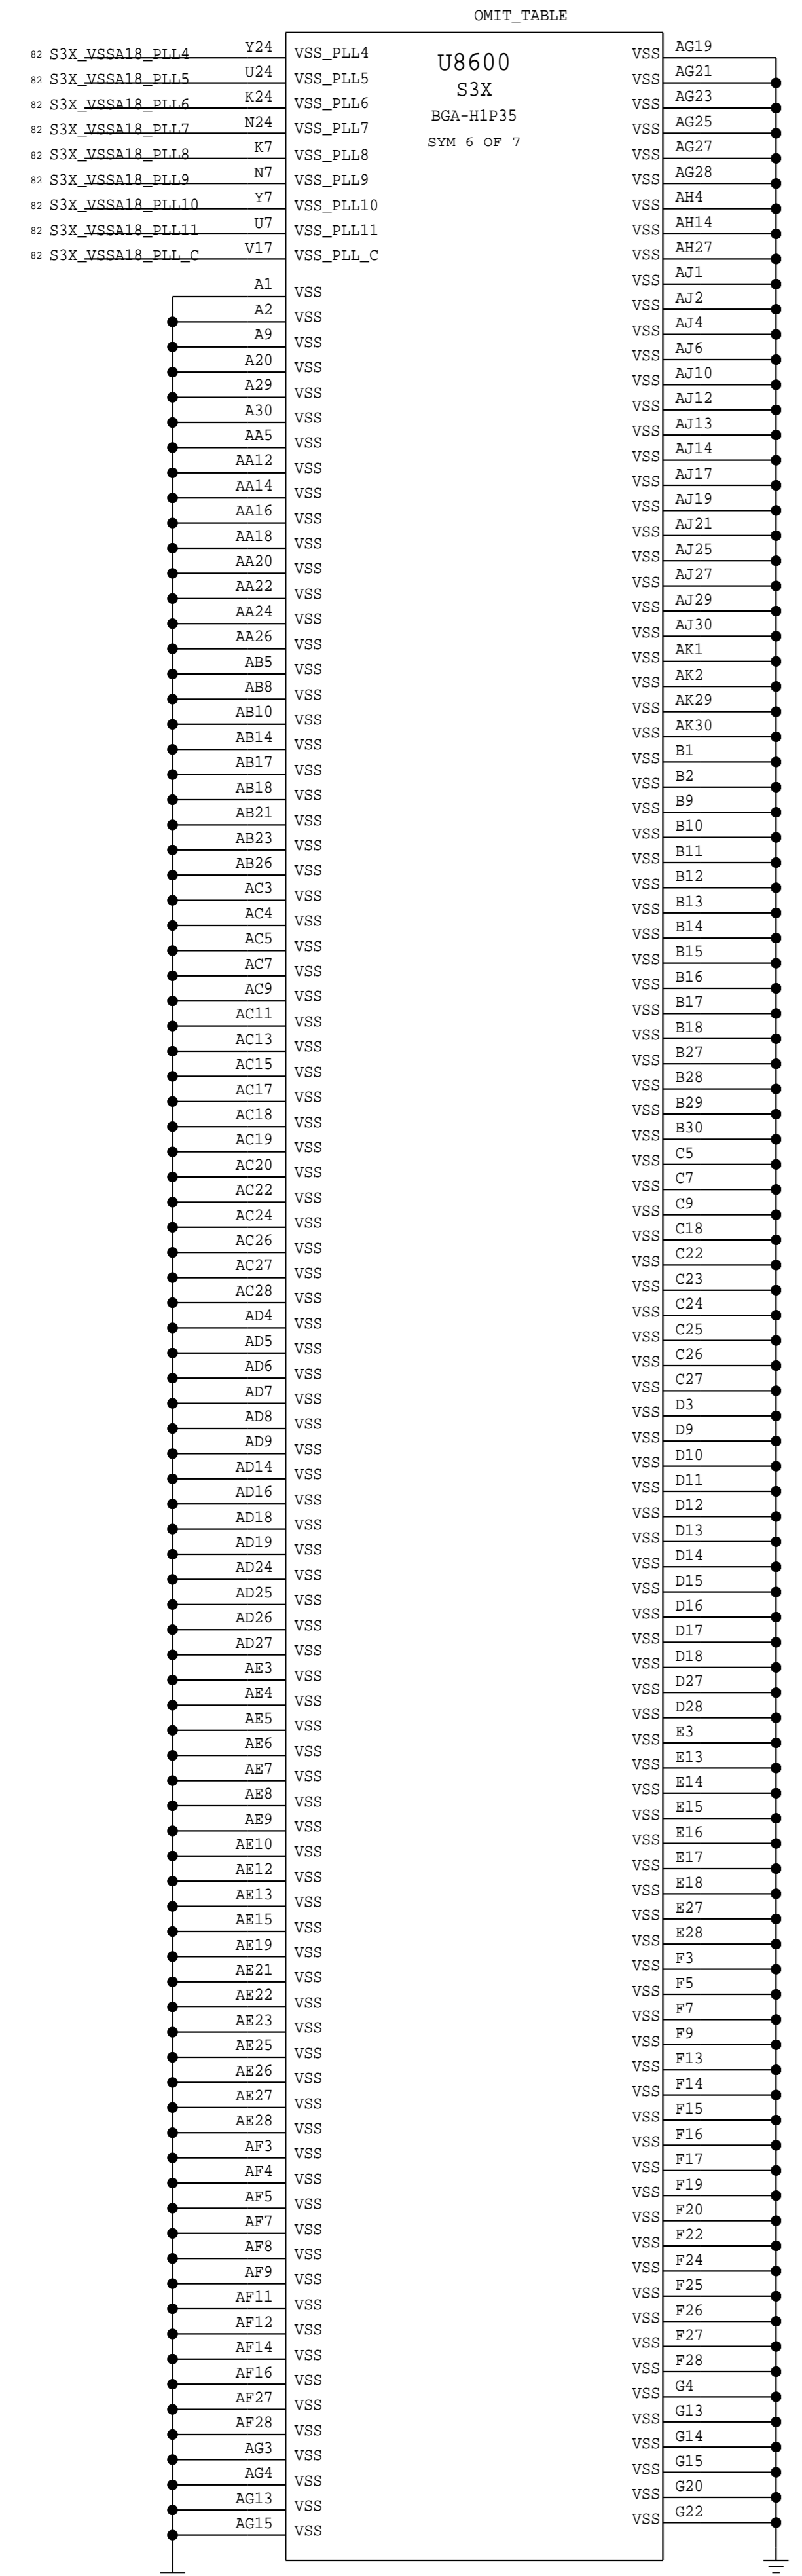 OMIT_TABLE
U8600
S3X
BGA-H1P35
SYM 6 OF 7
82 S3X_VSSA18_PLL4 Y24 VSS_PLL4
82 S3X_VSSA18_PLL5 U24 VSS_PLL5
82 S3X_VSSA18_PLL6 K24 VSS_PLL6
82 S3X_VSSA18_PLL7 N24 VSS_PLL7
82 S3X_VSSA18_PLL8 K7 VSS_PLL8
82 S3X_VSSA18_PLL9 N7 VSS_PLL9
82 S3X_VSSA18_PLL10 Y7 VSS_PLL10
82 S3X_VSSA18_PLL11 U7 VSS_PLL11
82 S3X_VSSA18_PLL_C V17 VSS_PLL_C
A1 VSS
A2 VSS
A9 VSS
A20 VSS
A29 VSS
A30 VSS
AA5 VSS
AA12 VSS
AA14 VSS
AA16 VSS
AA18 VSS
AA20 VSS
AA22 VSS
AA24 VSS
AA26 VSS
AB5 VSS
AB8 VSS
AB10 VSS
AB14 VSS
AB17 VSS
AB18 VSS
AB21 VSS
AB23 VSS
AB26 VSS
AC3 VSS
AC4 VSS
AC5 VSS
AC7 VSS
AC9 VSS
AC11 VSS
AC13 VSS
AC15 VSS
AC17 VSS
AC18 VSS
AC19 VSS
AC20 VSS
AC22 VSS
AC24 VSS
AC26 VSS
AC27 VSS
AC28 VSS
AD4 VSS
AD5 VSS
AD6 VSS
AD7 VSS
AD8 VSS
AD9 VSS
AD14 VSS
AD16 VSS
AD18 VSS
AD19 VSS
AD24 VSS
AD25 VSS
AD26 VSS
AD27 VSS
AE3 VSS
AE4 VSS
AE5 VSS
AE6 VSS
AE7 VSS
AE8 VSS
AE9 VSS
AE10 VSS
AE12 VSS
AE13 VSS
AE15 VSS
AE19 VSS
AE21 VSS
AE22 VSS
AE23 VSS
AE25 VSS
AE26 VSS
AE27 VSS
AE28 VSS
AF3 VSS
AF4 VSS
AF5 VSS
AF7 VSS
AF8 VSS
AF9 VSS
AF11 VSS
AF12 VSS
AF14 VSS
AF16 VSS
AF27 VSS
AF28 VSS
AG3 VSS
AG4 VSS
AG13 VSS
AG15 VSS
VSS AG19
VSS AG21
VSS AG23
VSS AG25
VSS AG27
VSS AG28
VSS AH4
VSS AH14
VSS AH27
VSS AJ1
VSS AJ2
VSS AJ4
VSS AJ6
VSS AJ10
VSS AJ12
VSS AJ13
VSS AJ14
VSS AJ17
VSS AJ19
VSS AJ21
VSS AJ25
VSS AJ27
VSS AJ29
VSS AJ30
VSS AK1
VSS AK2
VSS AK29
VSS AK30
VSS B1
VSS B2
VSS B9
VSS B10
VSS B11
VSS B12
VSS B13
VSS B14
VSS B15
VSS B16
VSS B17
VSS B18
VSS B27
VSS B28
VSS B29
VSS B30
VSS C5
VSS C7
VSS C9
VSS C18
VSS C22
VSS C23
VSS C24
VSS C25
VSS C26
VSS C27
VSS D3
VSS D9
VSS D10
VSS D11
VSS D12
VSS D13
VSS D14
VSS D15
VSS D16
VSS D17
VSS D18
VSS D27
VSS D28
VSS E3
VSS E13
VSS E14
VSS E15
VSS E16
VSS E17
VSS E18
VSS E27
VSS E28
VSS F3
VSS F5
VSS F7
VSS F9
VSS F13
VSS F14
VSS F15
VSS F16
VSS F17
VSS F19
VSS F20
VSS F22
VSS F24
VSS F25
VSS F26
VSS F27
VSS F28
VSS G4
VSS G13
VSS G14
VSS G15
VSS G20
VSS G22